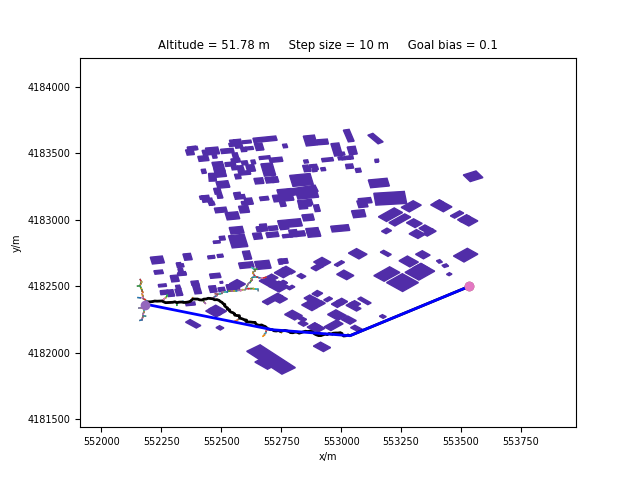 Altitude = 51.78 m     Step size = 10 m     Goal bias = 0.1
4184000
4183500
4183000
4182500
4182000
4181500
y/m
552000 552250 552500 552750 553000 553250 553500 553750
x/m